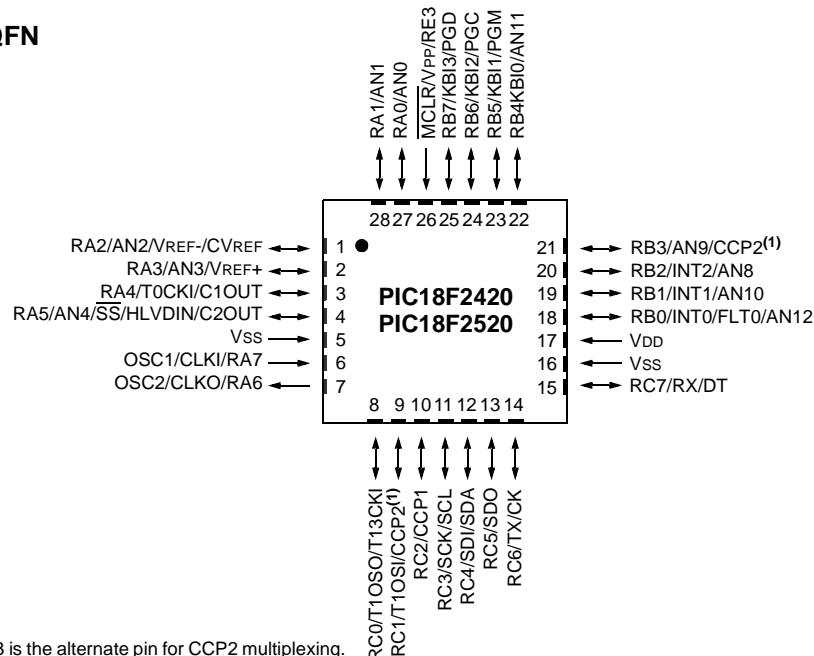 QFN
RA1/AN1
RA0/AN0
MCLR/VPP/RE3
RB7/KBI3/PGD
RB6/KBI2/PGC
RB5/KBI1/PGM
RB4KBI0/AN11
28 27 26 25 24 23 22
RA2/AN2/VREF-/CVREF 1
RA3/AN3/VREF+ 2
RA4/T0CKI/C1OUT 3
RA5/AN4/SS/HLVDIN/C2OUT 4
VSS 5
OSC1/CLKI/RA7 6
OSC2/CLKO/RA6 7
PIC18F2420
PIC18F2520
21 RB3/AN9/CCP2(1)
20 RB2/INT2/AN8
19 RB1/INT1/AN10
18 RB0/INT0/FLT0/AN12
17 VDD
16 VSS
15 RC7/RX/DT
8 9 10 11 12 13 14
RC0/T1OSO/T13CKI
RC1/T1OSI/CCP2(1)
RC2/CCP1
RC3/SCK/SCL
RC4/SDI/SDA
RC5/SDO
RC6/TX/CK
is the alternate pin for CCP2 multiplexing.